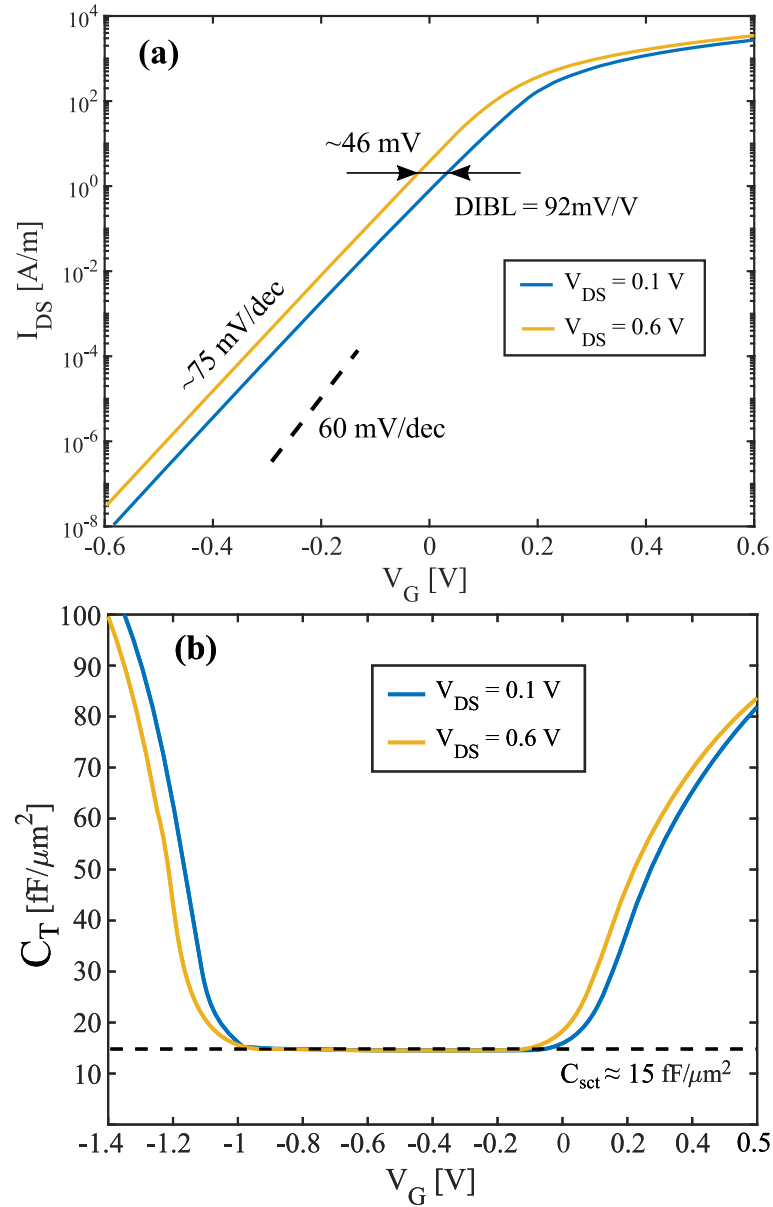 (a)
10^4
10^2
10^0
10^-2
10^-4
10^-6
10^-8
I_DS [A/m]
~46 mV
DIBL = 92mV/V
V_DS = 0.1 V
V_DS = 0.6 V
~75 mV/dec
60 mV/dec
-0.6 -0.4 -0.2 0 0.2 0.4 0.6
V_G [V]
(b)
100
90
80
70
60
50
40
30
20
10
C_T [fF/μm^2]
V_DS = 0.1 V
V_DS = 0.6 V
C_sct ≈ 15 fF/μm^2
-1.4 -1.2 -1 -0.8 -0.6 -0.4 -0.2 0 0.2 0.4 0.5
V_G [V]